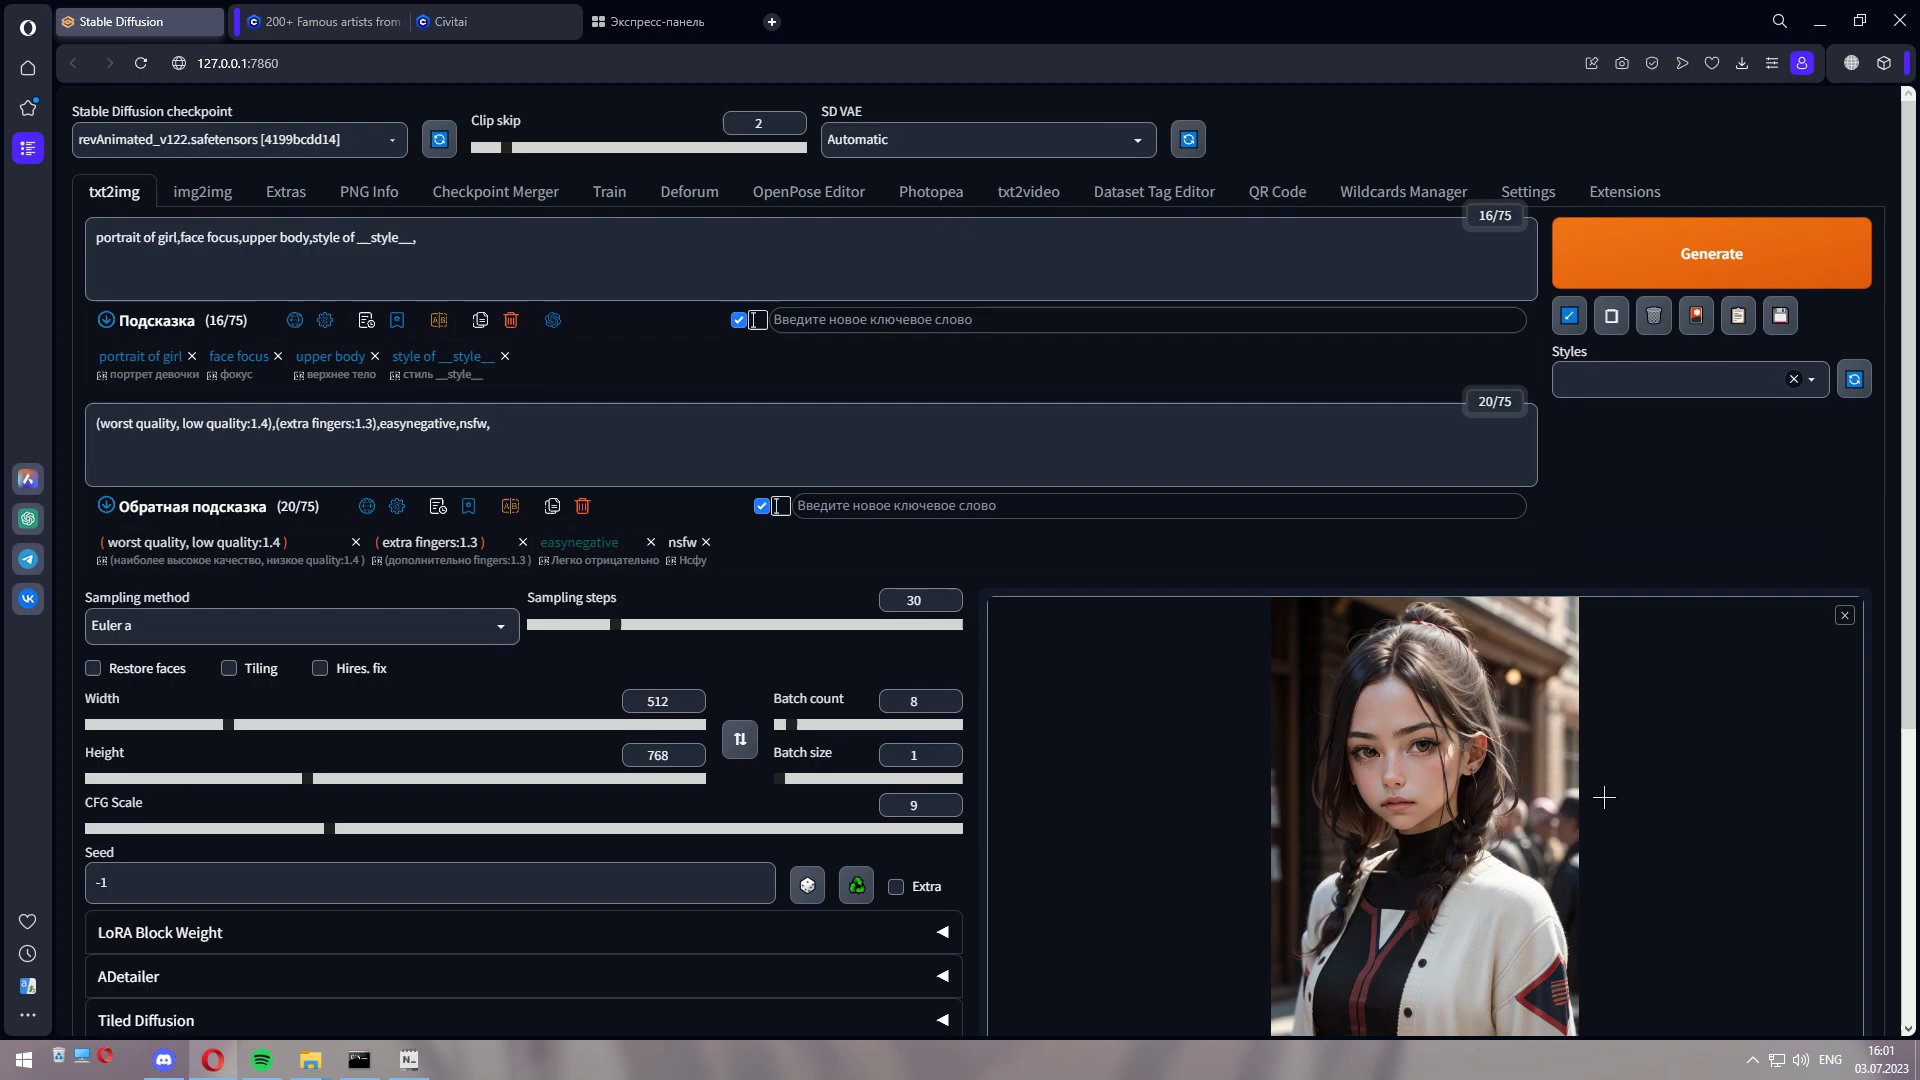 Stable Diffusion
200+ Famous artists from
Civitai
Экспресс-панель
127.0.0.1:7860
Stable Diffusion checkpoint
revAnimated_v122.safetensors [4199bcdd14]
Clip skip
2
SD VAE
Automatic
txt2img
img2img
Extras
PNG Info
Checkpoint Merger
Train
Deforum
OpenPose Editor
Photopea
txt2video
Dataset Tag Editor
QR Code
Wildcards Manager
Settings
Extensions
16/75
portrait of girl,face focus,upper body,style of __style__,
Generate
Подсказка (16/75)
Введите новое ключевое слово
portrait of girl
face focus
upper body
style of __style__
портрет девочки
фокус
верхнее тело
стиль __style__
Styles
20/75
(worst quality, low quality:1.4),(extra fingers:1.3),easynegative,nsfw,
Обратная подсказка (20/75)
Введите новое ключевое слово
( worst quality, low quality:1.4 )
( extra fingers:1.3 )
easynegative
nsfw
(наиболее высокое качество, низкое quality:1.4 )
(дополнительно fingers:1.3 )
Легко отрицательно
Нсфу
Sampling method
Euler a
Sampling steps
30
Restore faces
Tiling
Hires. fix
Width
512
Batch count
8
Height
768
Batch size
1
CFG Scale
9
Seed
-1
Extra
LoRA Block Weight
ADetailer
Tiled Diffusion
ENG
16:01
03.07.2023